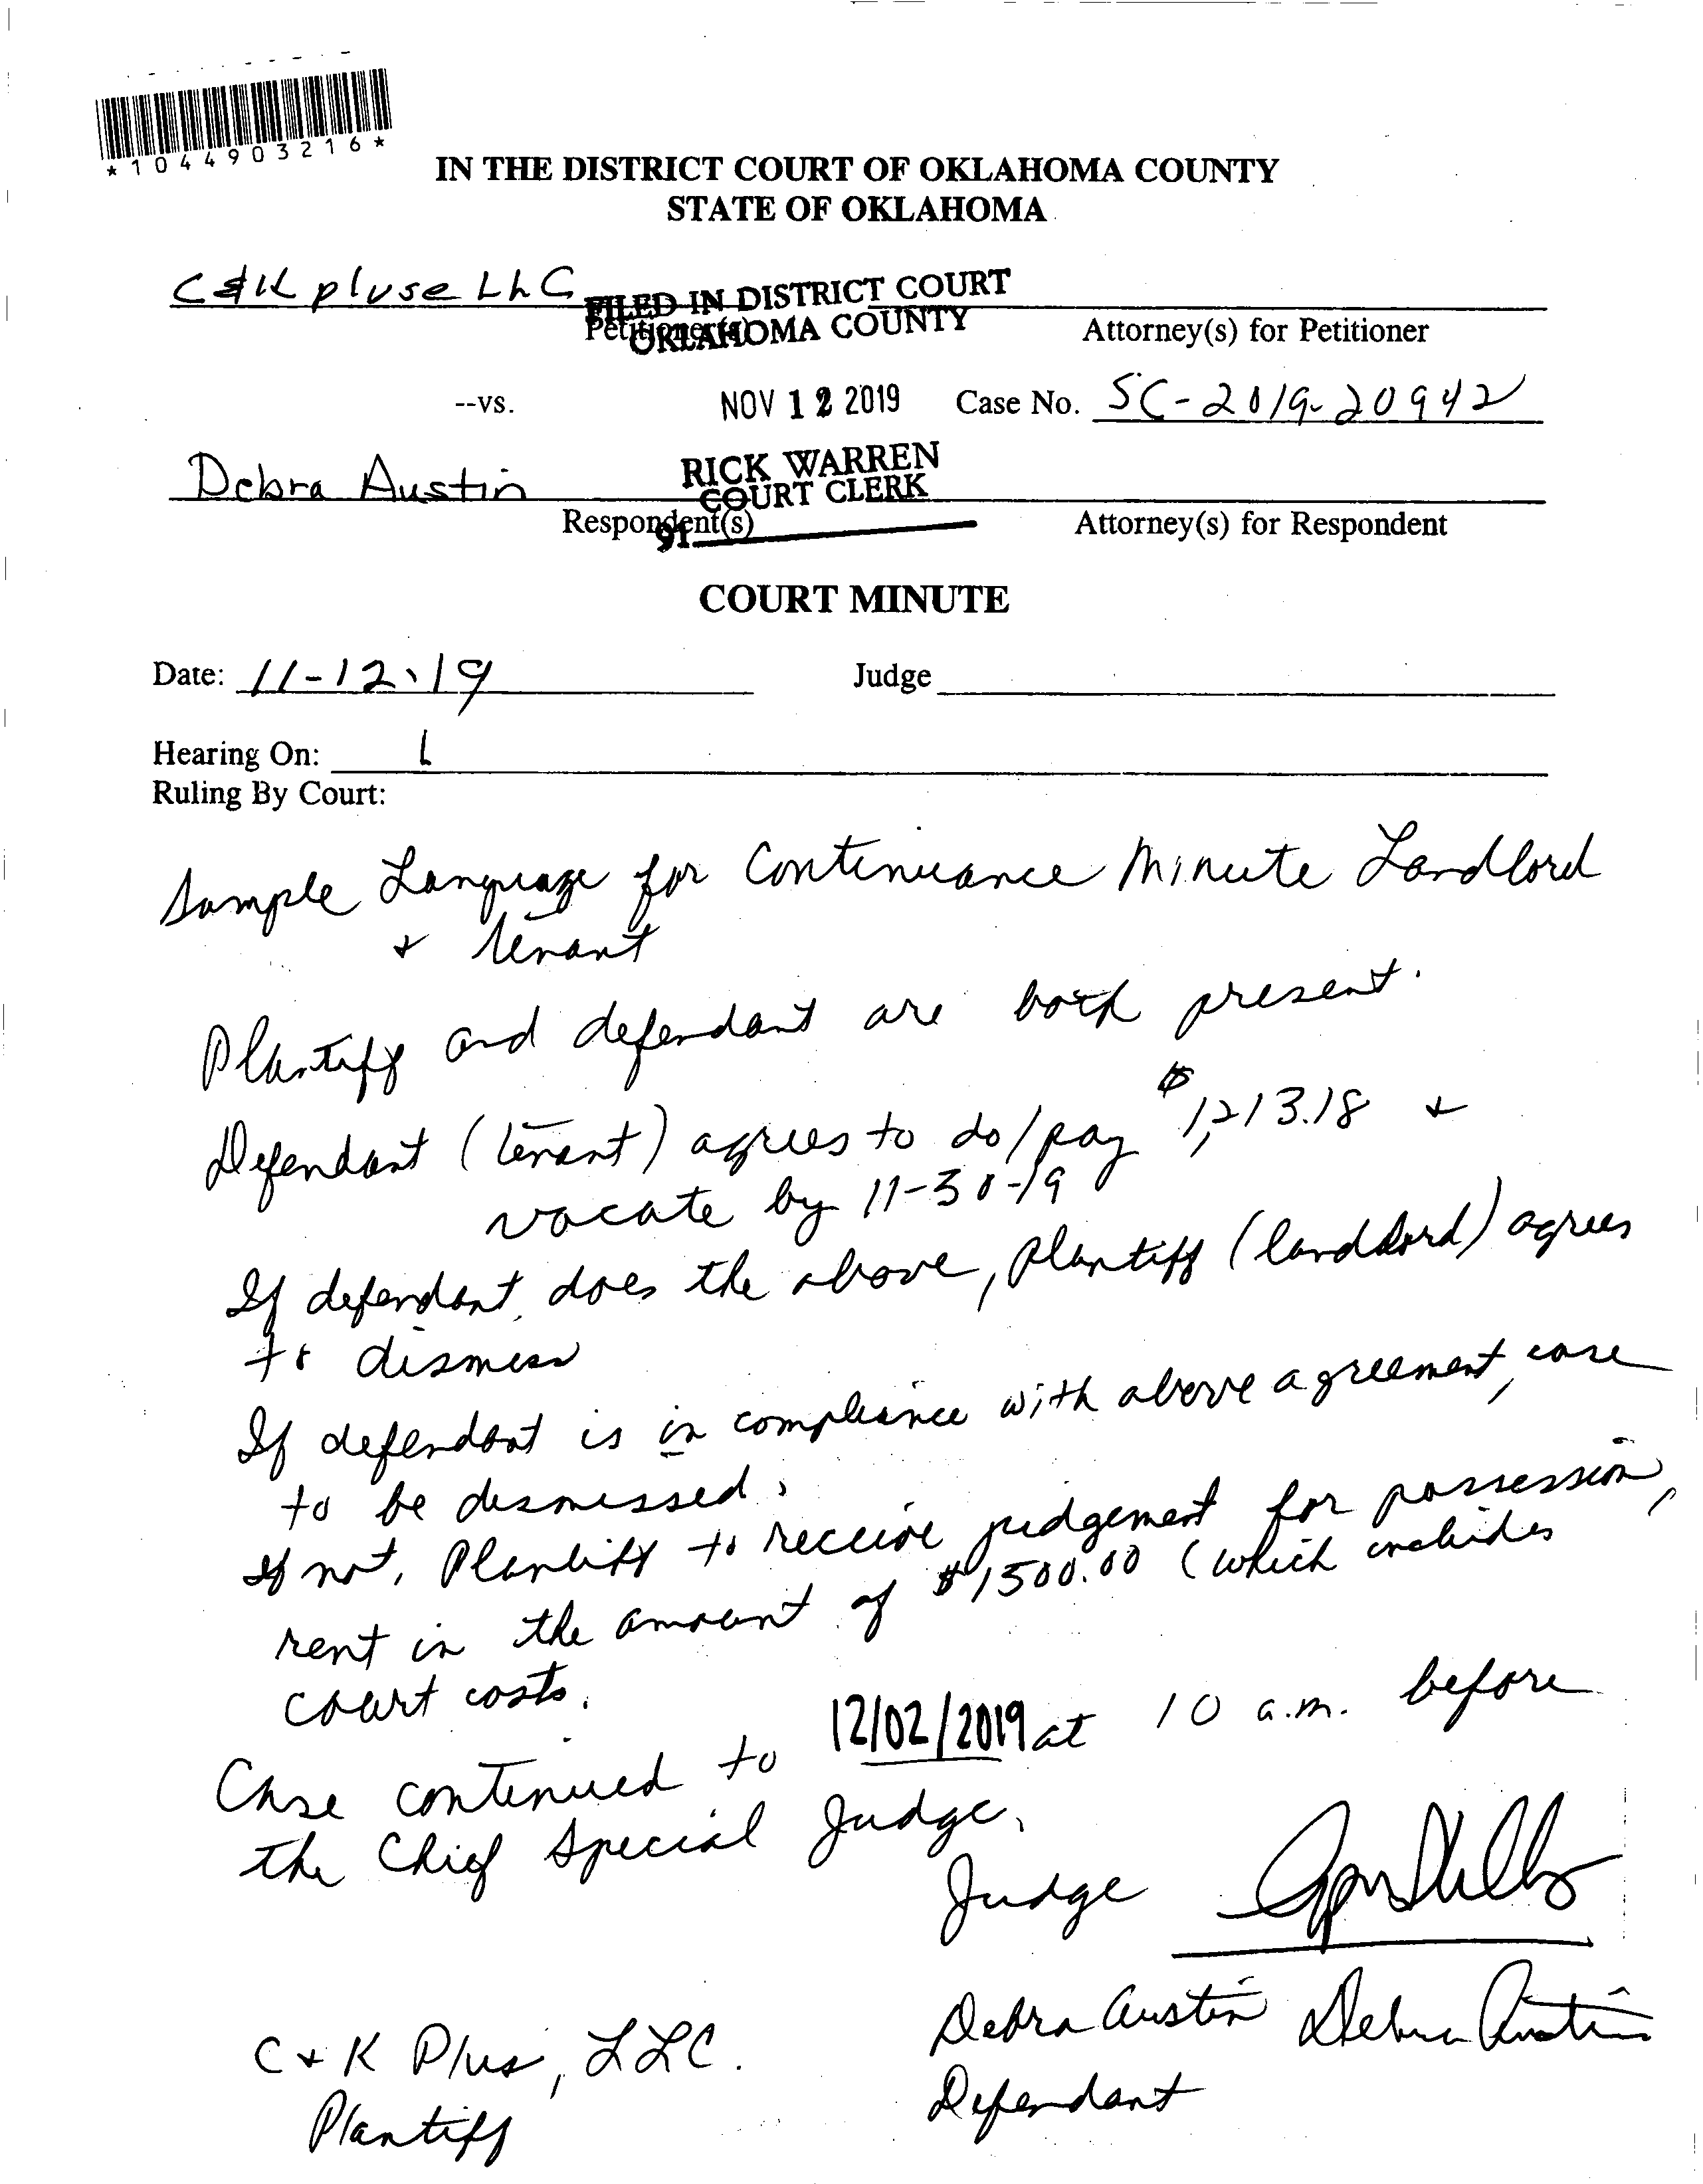 *1044903216*
IN THE DISTRICT COURT OF OKLAHOMA COUNTY
STATE OF OKLAHOMA
C&K pluse LLC
FILED IN DISTRICT COURT
OKLAHOMA COUNTY
Petitioner(s)
Attorney(s) for Petitioner
--vs.
NOV 12 2019
Case No. SC-2019-20942
RICK WARREN
COURT CLERK
Debra Austin
Respondent(s)
91
Attorney(s) for Respondent
COURT MINUTE
Date: 11-12-19
Judge
Hearing On:
Ruling By Court:
Sample Language for Continuance Minute Landlord
+ tenant
Plantiff and defendant are both present.
Defendant (tenant) agrees to do/pay $1,213.18 +
vacate by 11-30-19
If defendant does the above, plantiff (landlord) agrees
to dismiss
If defendant is in compliance with above agreement, case
to be dismissed.
If not, Plantiff to receive judgement for possession,
rent in the amount of $1500.00 (which includes
court costs.
Case continued to 12/02/2019 at 10 a.m. before
the Chief Special Judge.
Judge
Debra Austin Debra Austin
C + K Plus, LLC.
Defendant
Plantiff